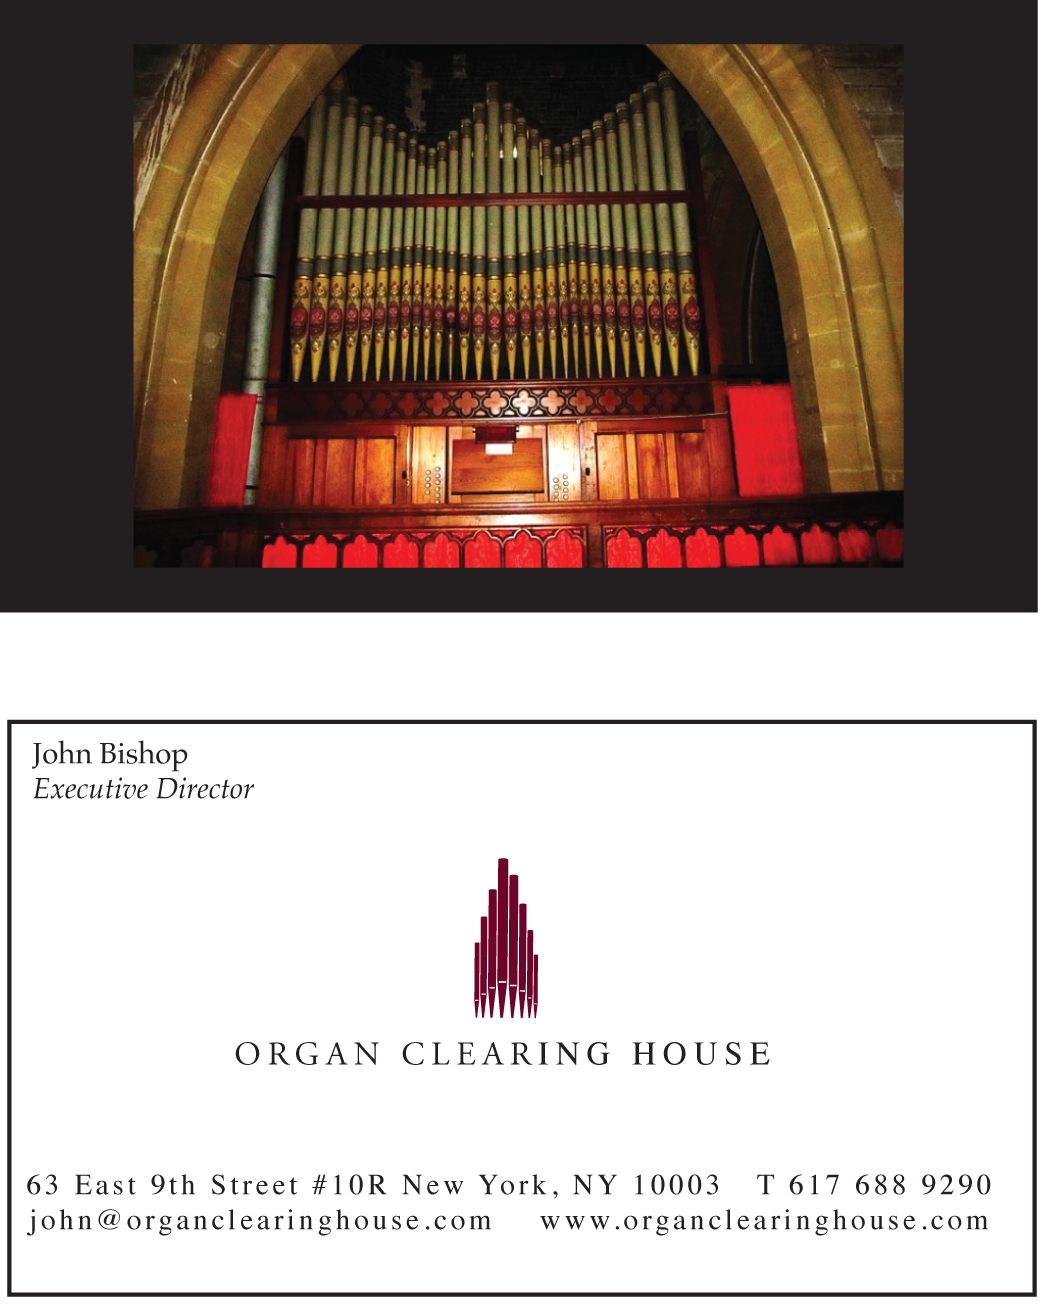 John Bishop
Executive Director
ORGAN CLEARING HOUSE
63 East 9th Street #10R New York, NY 10003 T 617 688 9290
john@organclearinghouse.com www.organclearinghouse.com